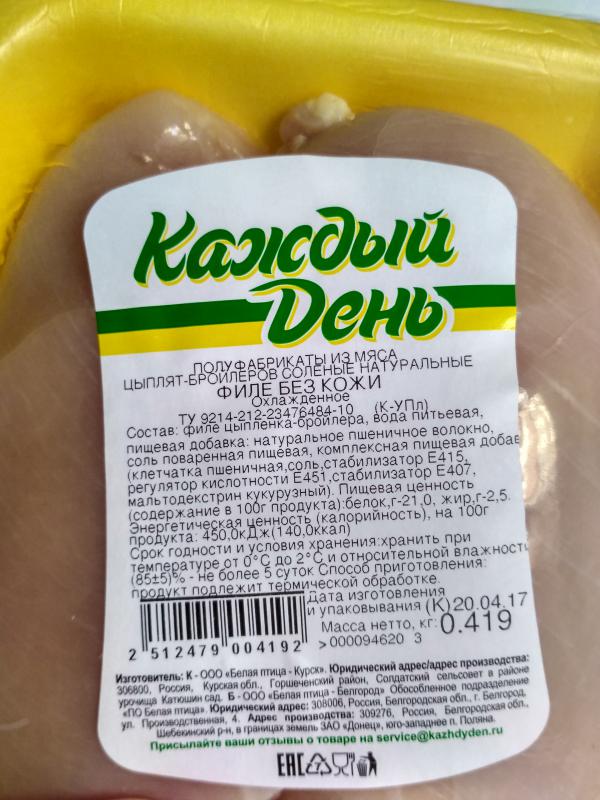 Каждый
День
ПОЛУФАБРИКАТЫ ИЗ МЯСА
ЦЫПЛЯТ-БРОЙЛЕРОВ СОЛЕНЫЕ НАТУРАЛЬНЫЕ
ФИЛЕ БЕЗ КОЖИ
Охлажденное
ТУ 9214-212-23476484-10 (К-УПл)
Состав: филе цыпленка-бройлера, вода питьевая,
пищевая добавка: натуральное пшеничное волокно,
соль поваренная пищевая, комплексная пищевая добав
(клетчатка пшеничная,соль,стабилизатор Е415,
регулятор кислотности Е451,стабилизатор Е407,
мальтодекстрин кукурузный). Пищевая ценность
(содержание в 100г продукта):белок,г-21,0, жир,г-2,5.
Энергетическая ценность (калорийность), на 100г
продукта: 450,0кДж(140,0ккал)
Срок годности и условия хранения:хранить при
температуре от 0°С до 2°С и относительной влажност
(85±5)% - не более 5 суток Способ приготовления:
продукт подлежит термической обработке.
Дата изготовления
и упаковывания (К)20.04.17
Масса нетто, кг: 0.419
2 512479 004192 >000094620 3
Изготовитель: К - ООО «Белая птица - Курск». Юридический адрес/адрес производства:
306800, Россия, Курская обл., Горшеченский район, Солдатский сельсовет в районе
урочища Катюшин сад. Б - ООО «Белая птица - Белгород» Обособленное подразделение
«ПО Белая птица». Юридический адрес: 308006, Россия, Белгородская обл., г. Белгород,
ул. Производственная, 4. Адрес производства: 309276, Россия, Белгородская обл.,
Шебекинский р-н, в границах земель ЗАО «Донец», юго-западнее п. Поляна.
Присылайте ваши отзывы о товаре на service@kazhdyden.ru
ЕАС